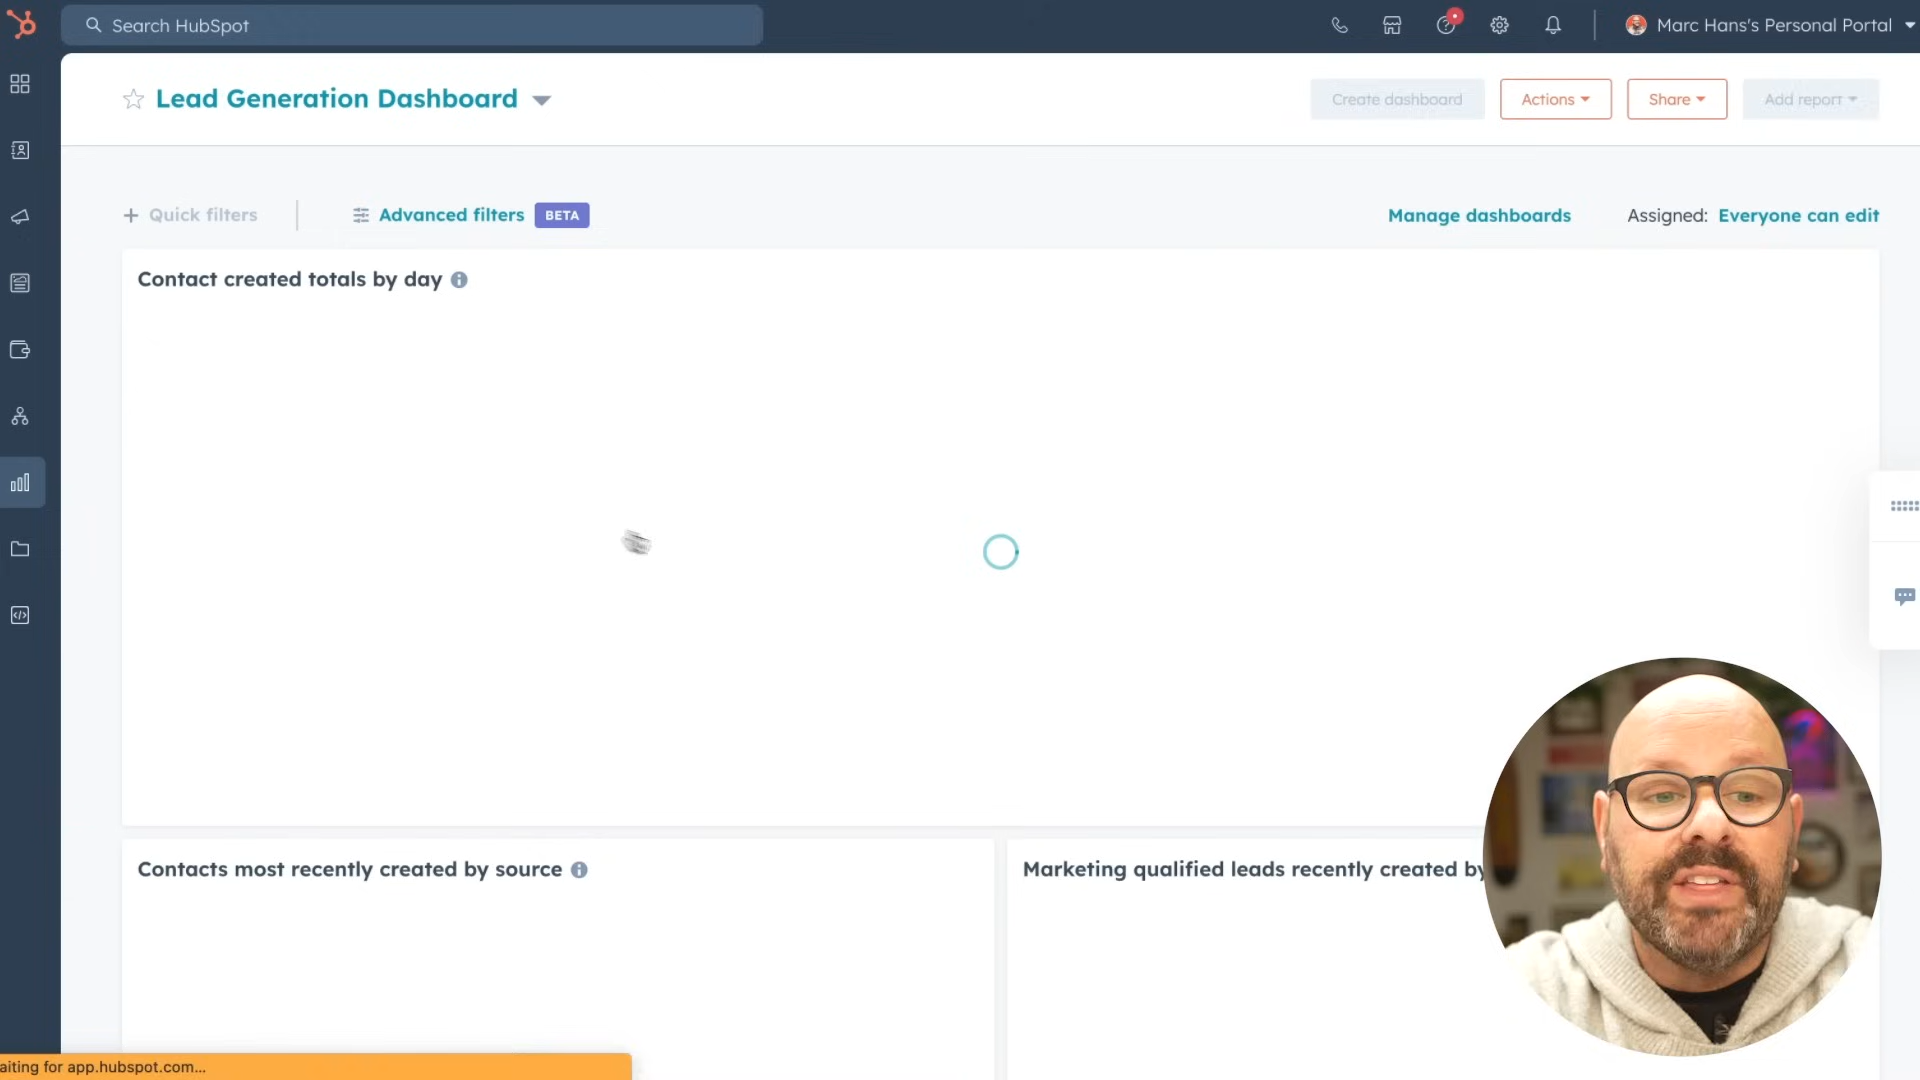 Search HubSpot
Marc Hans's Personal Portal
Lead Generation Dashboard
Create dashboard
Actions
Share
Add report
Quick filters
Advanced filters
BETA
Manage dashboards
Assigned: Everyone can edit
Contact created totals by day
Contacts most recently created by source
Marketing qualified leads recently created by
aiting for app.hubspot.com...